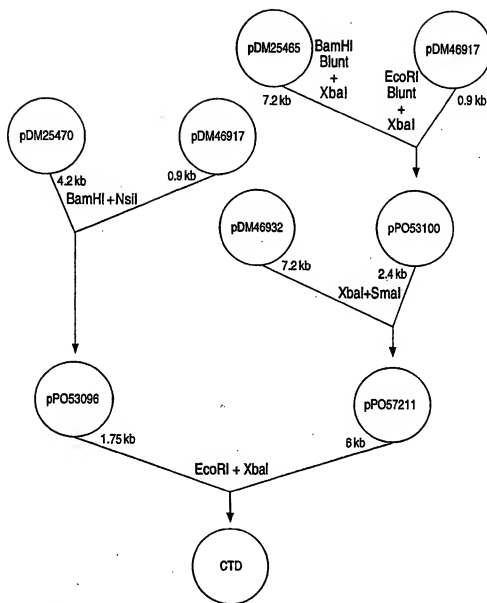 pDM25465
BamHI
Blunt
+
XbaI
pDM46917
EcoRI
Blunt
+
XbaI
7.2 kb
0.9 kb
pDM25470
pDM46917
4.2 kb
0.9 kb
BamHI +NsiI
pDM46932
pPO53100
7.2 kb
2.4 kb
XbaI+SmaI
pPO53096
pPO57211
1.75 kb
6 kb
EcoRI + XbaI
CTD